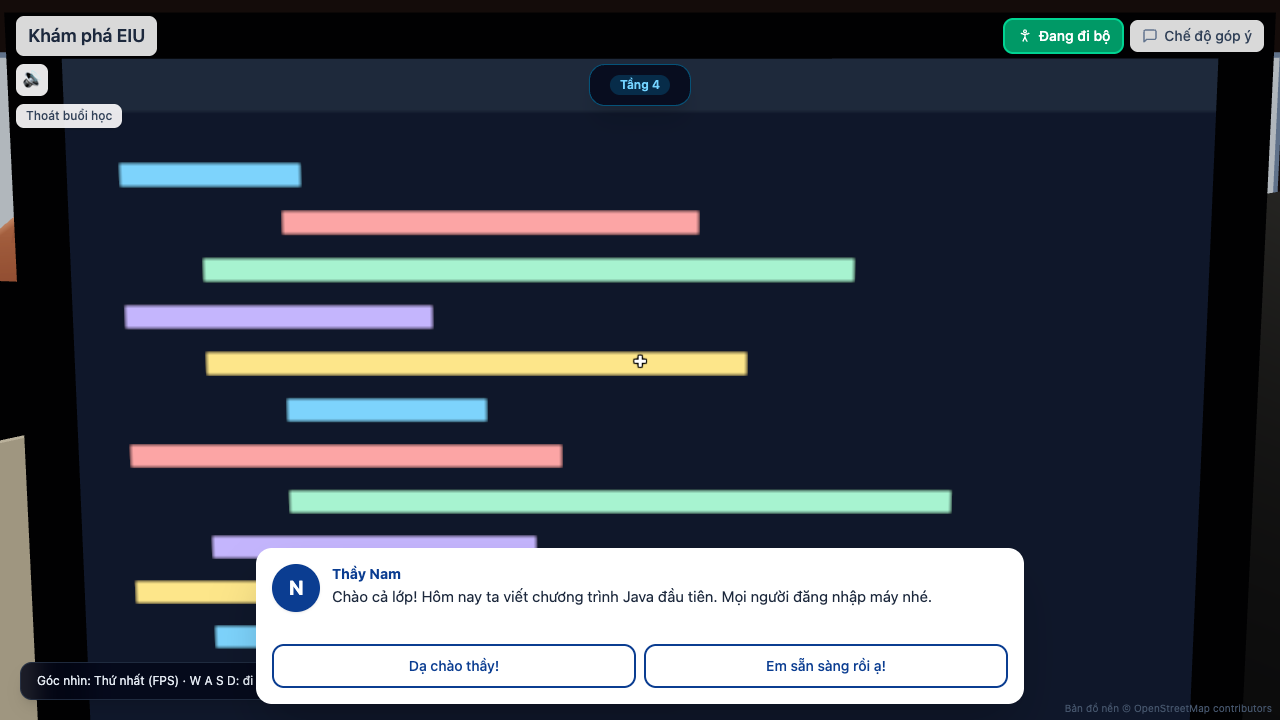 Khám phá EIU
Đang đi bộ
Chế độ góp ý
Tầng 4
Thoát buổi học
N
Thầy Nam
Chào cả lớp! Hôm nay ta viết chương trình Java đầu tiên. Mọi người đăng nhập máy nhé.
Dạ chào thầy!
Em sẵn sàng rồi ạ!
Góc nhìn: Thứ nhất (FPS) · W A S D: đi
Bản đồ nền © OpenStreetMap contributors